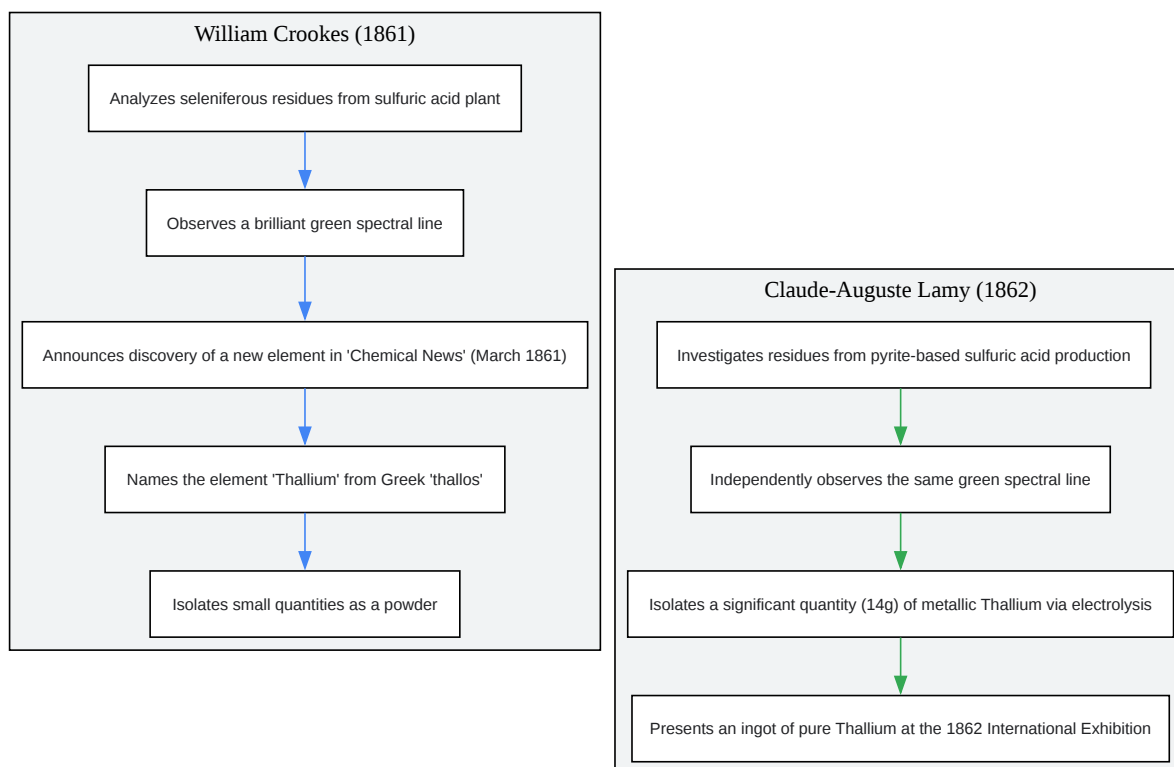 William Crookes (1861)
Analyzes seleniferous residues from sulfuric acid plant
Observes a brilliant green spectral line
Announces discovery of a new element in 'Chemical News' (March 1861)
Names the element 'Thallium' from Greek 'thallos'
Isolates small quantities as a powder
Claude-Auguste Lamy (1862)
Investigates residues from pyrite-based sulfuric acid production
Independently observes the same green spectral line
Isolates a significant quantity (14g) of metallic Thallium via electrolysis
Presents an ingot of pure Thallium at the 1862 International Exhibition